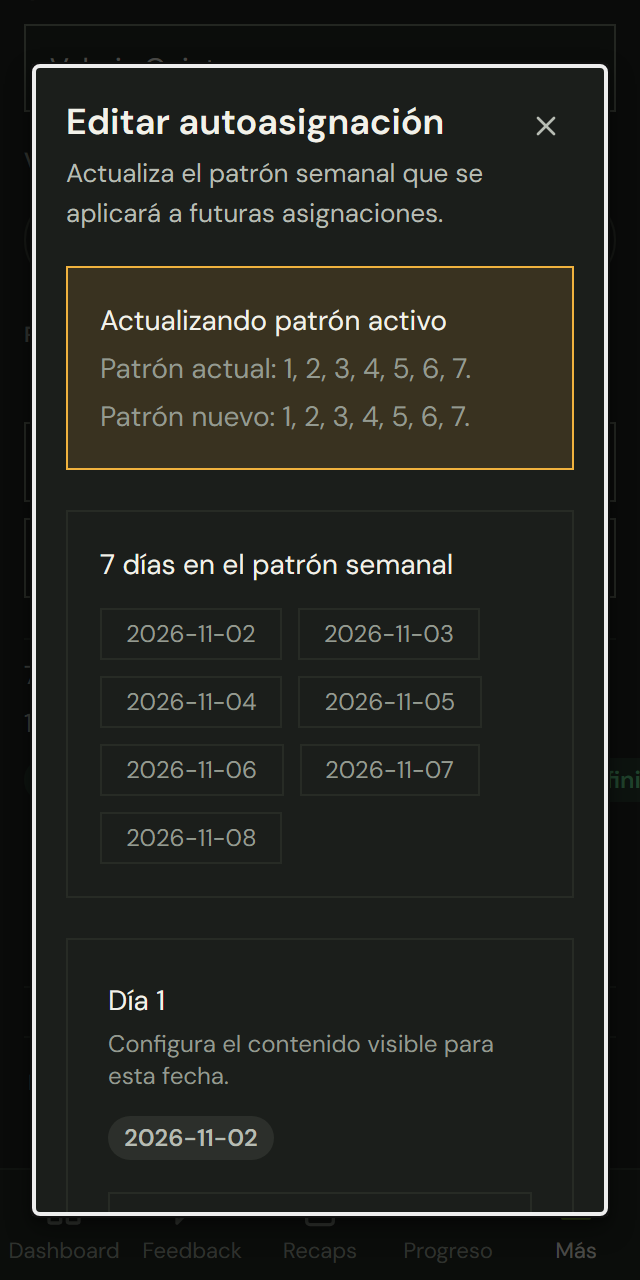 Editar autoasignación
Actualiza el patrón semanal que se
aplicará a futuras asignaciones.
Actualizando patrón activo
Patrón actual: 1, 2, 3, 4, 5, 6, 7.
Patrón nuevo: 1, 2, 3, 4, 5, 6, 7.
7 días en el patrón semanal
2026-11-02 2026-11-03
2026-11-04 2026-11-05
2026-11-06 2026-11-07
2026-11-08
Día 1
Configura el contenido visible para
esta fecha.
2026-11-02
Dashboard Feedback Recaps Progreso Más